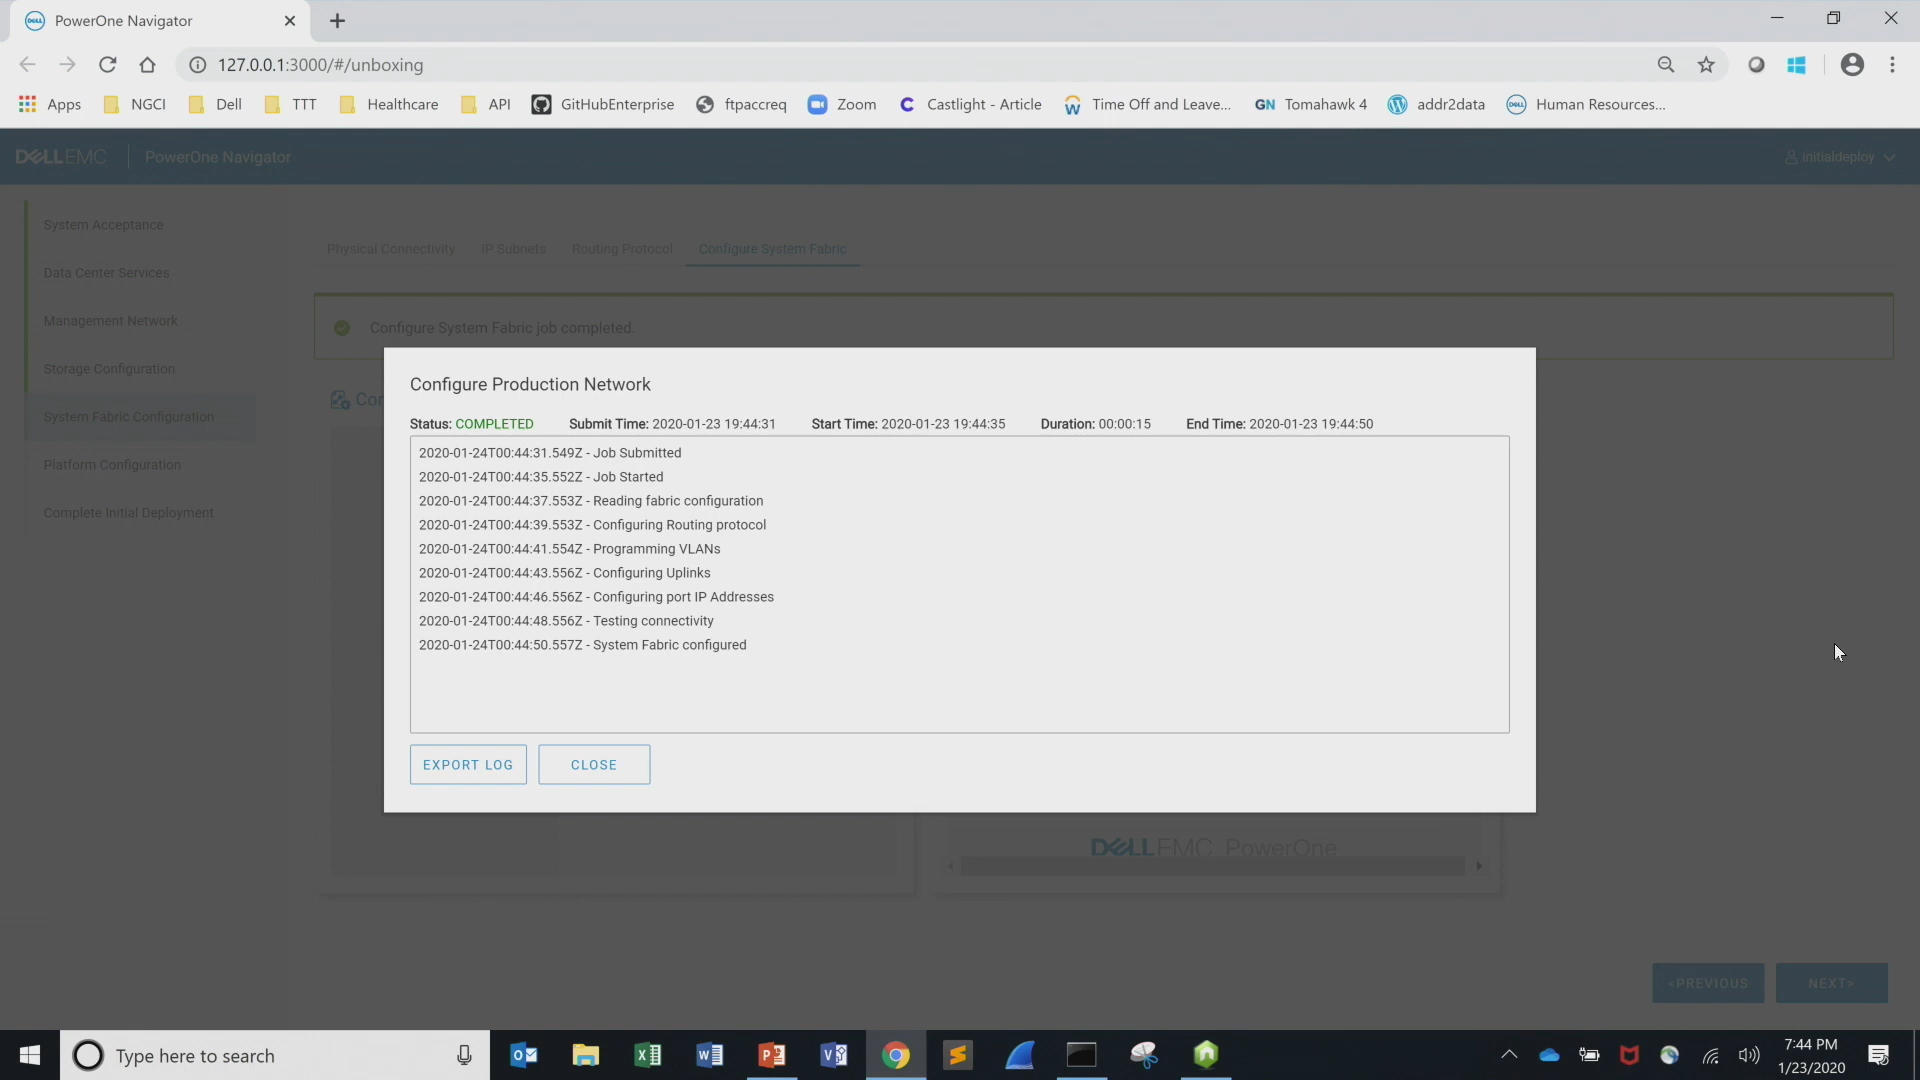 PowerOne Navigator
127.0.0.1:3000/#/unboxing
Apps NGCI Dell TTT Healthcare API GitHubEnterprise ftpaccreq Zoom Castlight - Article Time Off and Leave... GN Tomahawk 4 addr2data Human Resources...
DELLEMC PowerOne Navigator initialdeploy
System Acceptance
Data Center Services
Management Network
Storage Configuration
System Fabric Configuration
Platform Configuration
Complete Initial Deployment
Physical Connectivity IP Subnets Routing Protocol Configure System Fabric
Configure System Fabric job completed.
Cor
Configure Production Network
Status: COMPLETED Submit Time: 2020-01-23 19:44:31 Start Time: 2020-01-23 19:44:35 Duration: 00:00:15 End Time: 2020-01-23 19:44:50
2020-01-24T00:44:31.549Z - Job Submitted
2020-01-24T00:44:35.552Z - Job Started
2020-01-24T00:44:37.553Z - Reading fabric configuration
2020-01-24T00:44:39.553Z - Configuring Routing protocol
2020-01-24T00:44:41.554Z - Programming VLANs
2020-01-24T00:44:43.556Z - Configuring Uplinks
2020-01-24T00:44:46.556Z - Configuring port IP Addresses
2020-01-24T00:44:48.556Z - Testing connectivity
2020-01-24T00:44:50.557Z - System Fabric configured
EXPORT LOG CLOSE
DELLEMC PowerOne
<PREVIOUS NEXT>
Type here to search
7:44 PM
1/23/2020